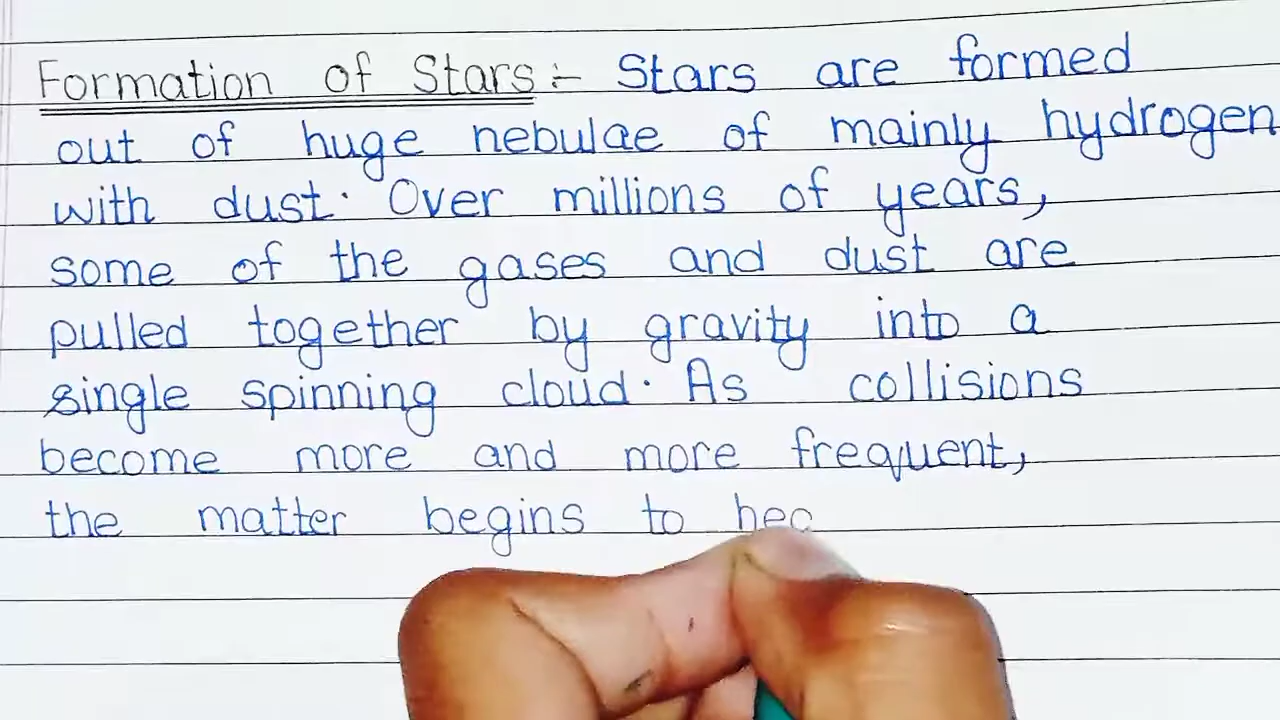 Formation of Stars :- Stars are formed
out of huge nebulae of mainly hydrogen
with dust. Over millions of years,
some of the gases and dust are
pulled together by gravity into a
single spinning cloud. As collisions
become more and more frequent,
the matter begins to